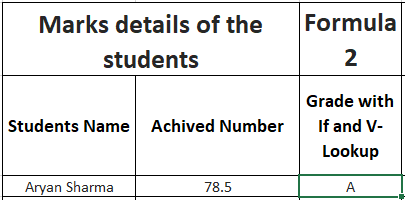 Marks details of the
students
Formula
2
Students Name
Achived Number
Grade with
If and V-
Lookup
Aryan Sharma
78.5
A